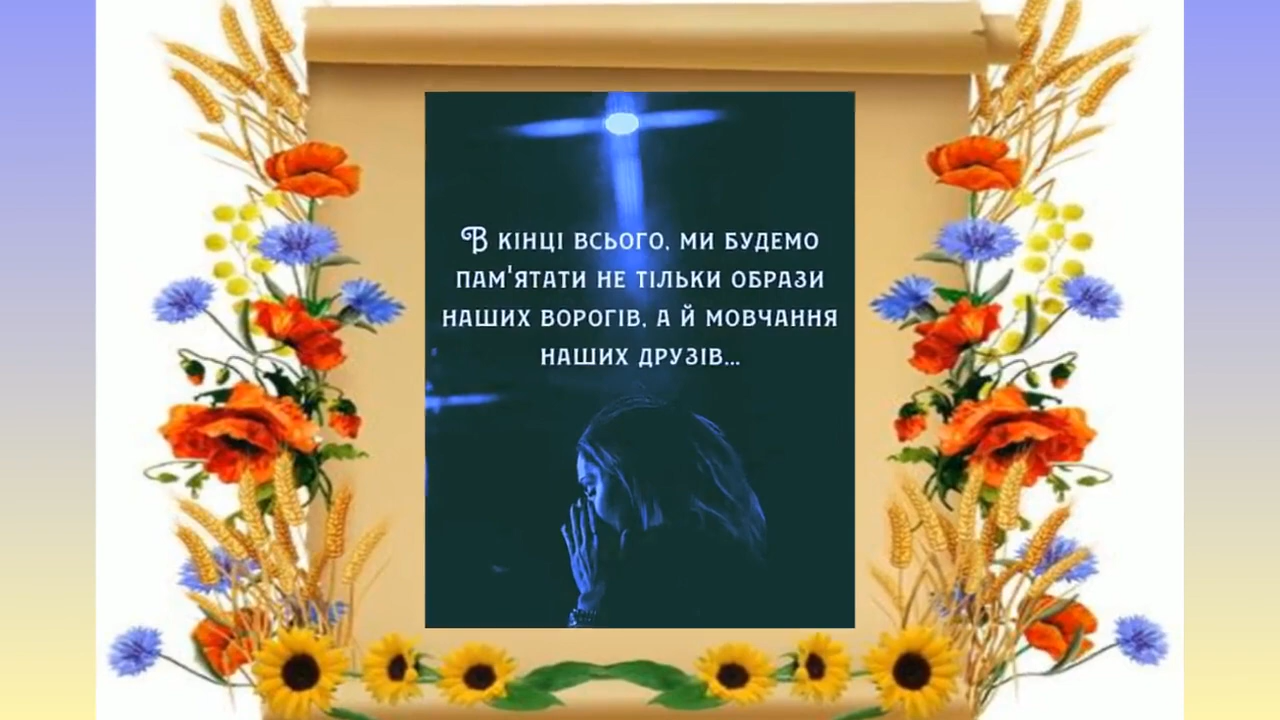 В кінці всього, ми будемо
пам'ятати не тільки образи
наших ворогів, а й мовчання
наших друзів...